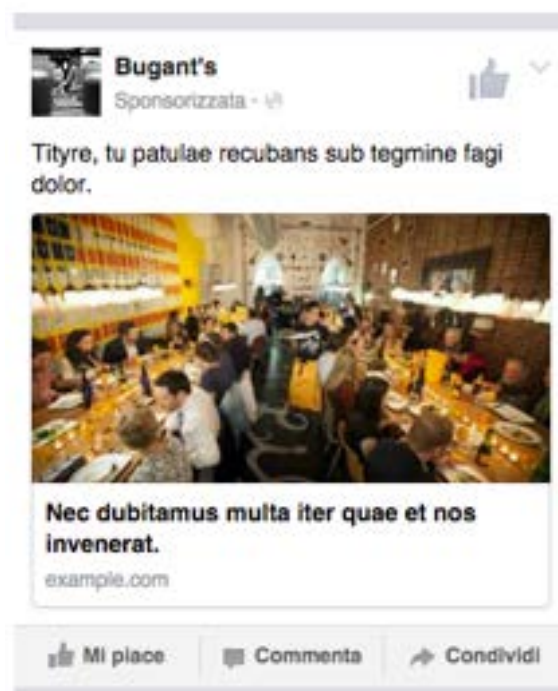 Bugant's
Sponsorizzata ·
Tityre, tu patulae recubans sub tegmine fagi
dolor.
Nec dubitamus multa iter quae et nos
invenerat.
example.com
Mi piace Commenta Condividi